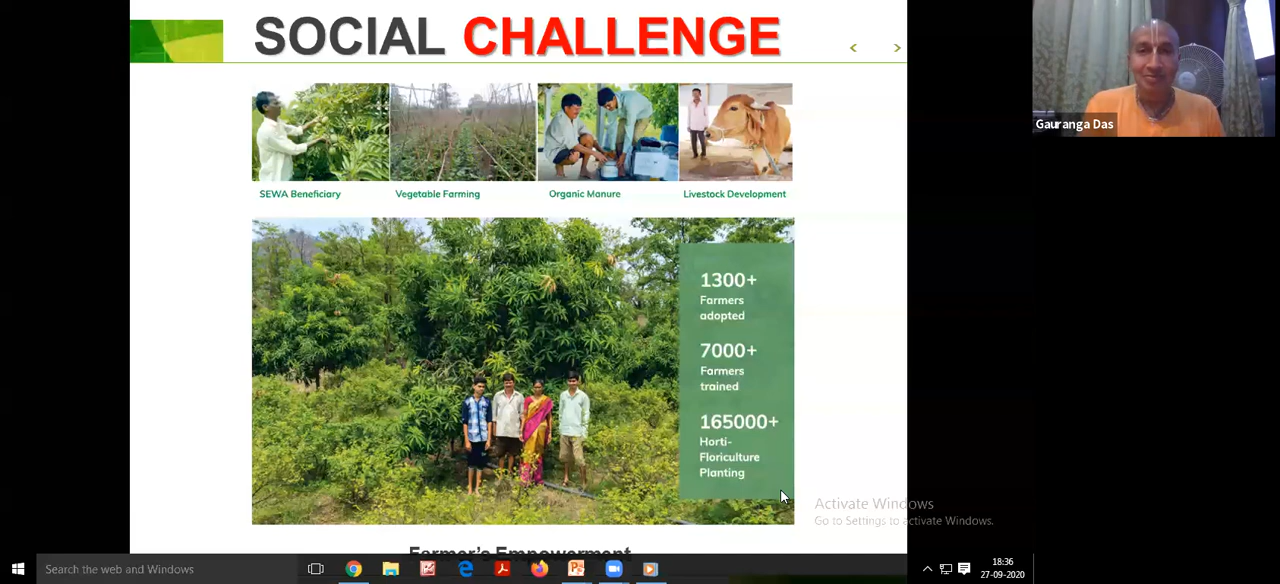 SOCIAL CHALLENGE
<
>
Gauranga Das
SEWA Beneficiary
Vegetable Farming
Organic Manure
Livestock Development
1300+
Farmers
adopted
7000+
Farmers
trained
165000+
Horti-
Floriculture
Planting
Activate Windows
Go to Settings to activate Windows.
Farmer's Empowerment
Search the web and Windows
18:36
27-09-2020